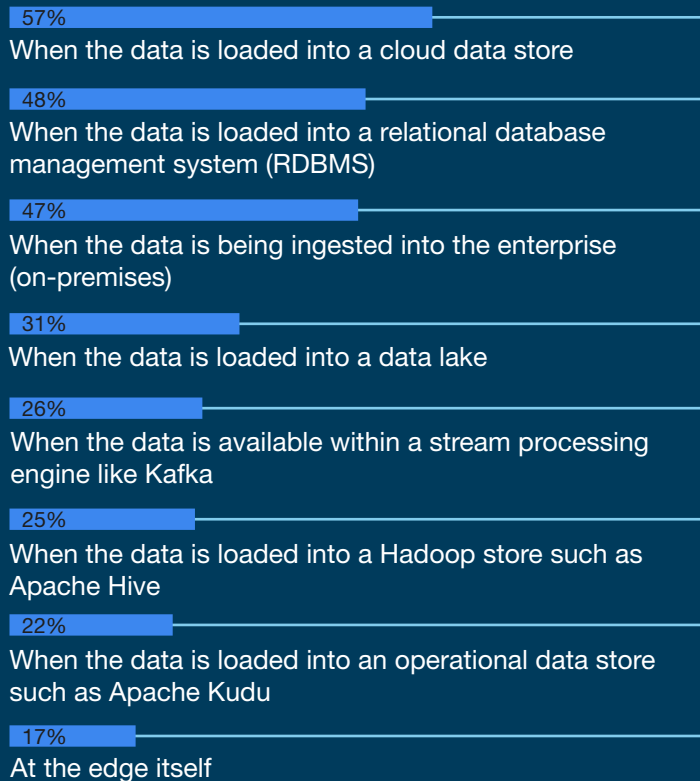 57%
When the data is loaded into a cloud data store
48%
When the data is loaded into a relational database
management system (RDBMS)
47%
When the data is being ingested into the enterprise
(on-premises)
31%
When the data is loaded into a data lake
26%
When the data is available within a stream processing
engine like Kafka
25%
When the data is loaded into a Hadoop store such as
Apache Hive
22%
When the data is loaded into an operational data store
such as Apache Kudu
17%
At the edge itself